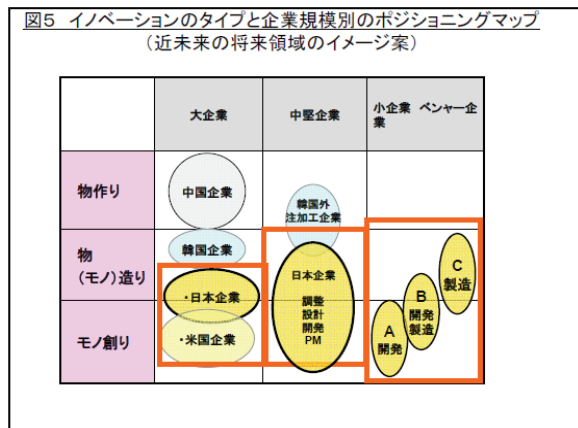 図5 イノベーションのタイプと企業規模別のポジショニングマップ
(近未来の将来領域のイメージ案)
大企業
中堅企業
小企業 ベンャー企
業
物作り
中国企業
韓国外
注加工企業
物
(モノ)造り
韓国企業
・日本企業
日本企業
調整
設計
開発
PM
C
製造
B
開発
製造
モノ創り
・米国企業
A
開発